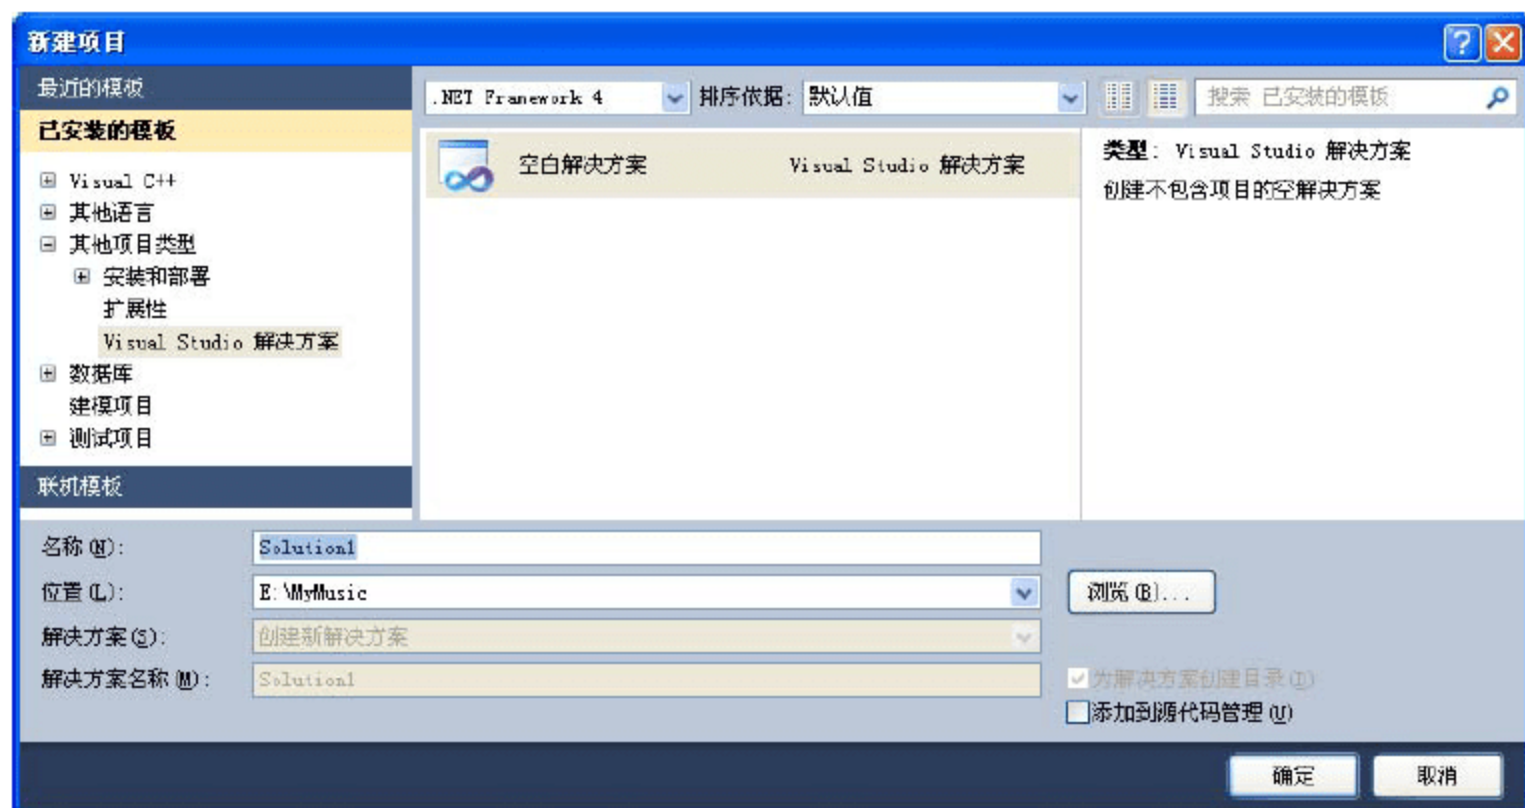 新建项目
最近的模板
已安装的模板
Visual C++
其他语言
其他项目类型
安装和部署
扩展性
Visual Studio 解决方案
数据库
建模项目
测试项目
联机模板
.NET Framework 4 排序依据: 默认值 搜索 已安装的模板
空白解决方案 Visual Studio 解决方案
类型: Visual Studio 解决方案
创建不包含项目的空解决方案
名称(N): Solution1
位置(L): E:\MyMusic 浏览(B)...
解决方案(S): 创建新解决方案
解决方案名称(M): Solution1 为解决方案创建目录(D)
添加到源代码管理(U)
确定 取消